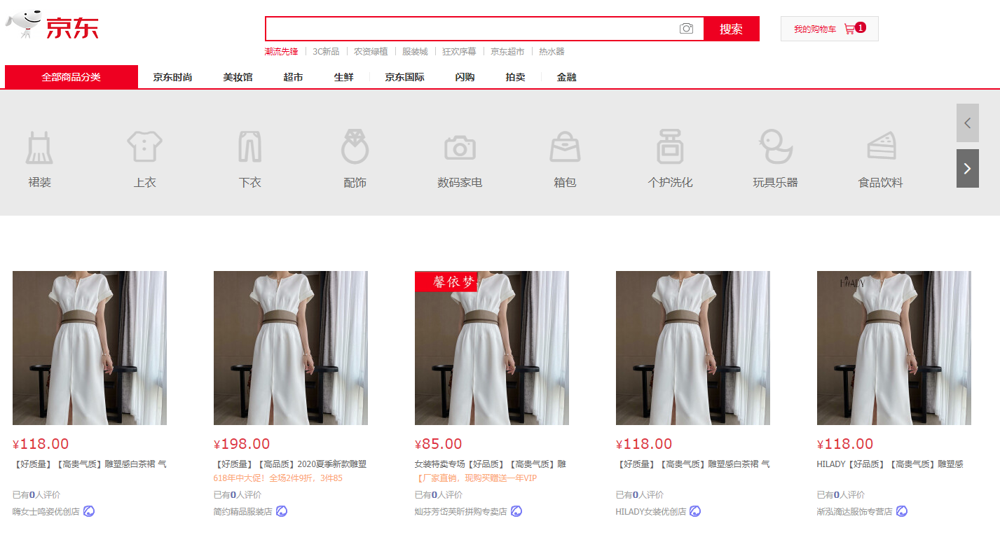 京东
搜索
我的购物车 1
潮流先锋 3C新品 农资绿植 服装城 狂欢序幕 京东超市 热水器
全部商品分类 京东时尚 美妆馆 超市 生鲜 京东国际 闪购 拍卖 金融
裙装 上衣 下衣 配饰 数码家电 箱包 个护洗化 玩具乐器 食品饮料
馨依梦
HILADY
¥118.00 ¥198.00 ¥85.00 ¥118.00 ¥118.00
【好质量】【高贵气质】雕塑感白茶裙 气
【好质量】【高品质】2020夏季新款雕塑
女装特卖专场【好品质】【高贵气质】雕
【好质量】【高贵气质】雕塑感白茶裙 气
HILADY【好品质】【高贵气质】雕塑感
618年中大促！全场2件9折，3件85
【厂家直销，现购买赠送一年VIP
已有0人评价 已有0人评价 已有0人评价 已有0人评价 已有0人评价
嗨女士鸣姿优创店 简约精品服装店 灿芬芳岱芙昕拼购专卖店 HILADY女装优创店 渐泓滴达服饰专营店